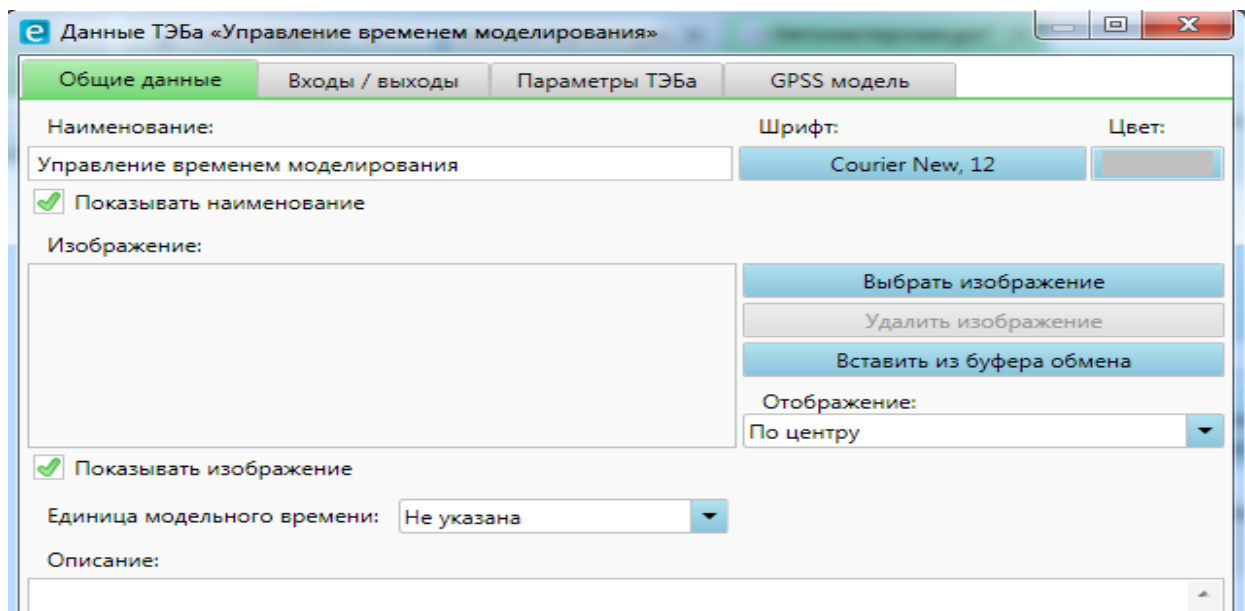 Данные ТЭБа «Управление временем моделирования»
Общие данные Входы / выходы Параметры ТЭБа GPSS модель
Наименование: Шрифт: Цвет:
Управление временем моделирования Courier New, 12
Показывать наименование
Изображение:
Выбрать изображение
Удалить изображение
Вставить из буфера обмена
Отображение:
По центру
Показывать изображение
Единица модельного времени: Не указана
Описание: